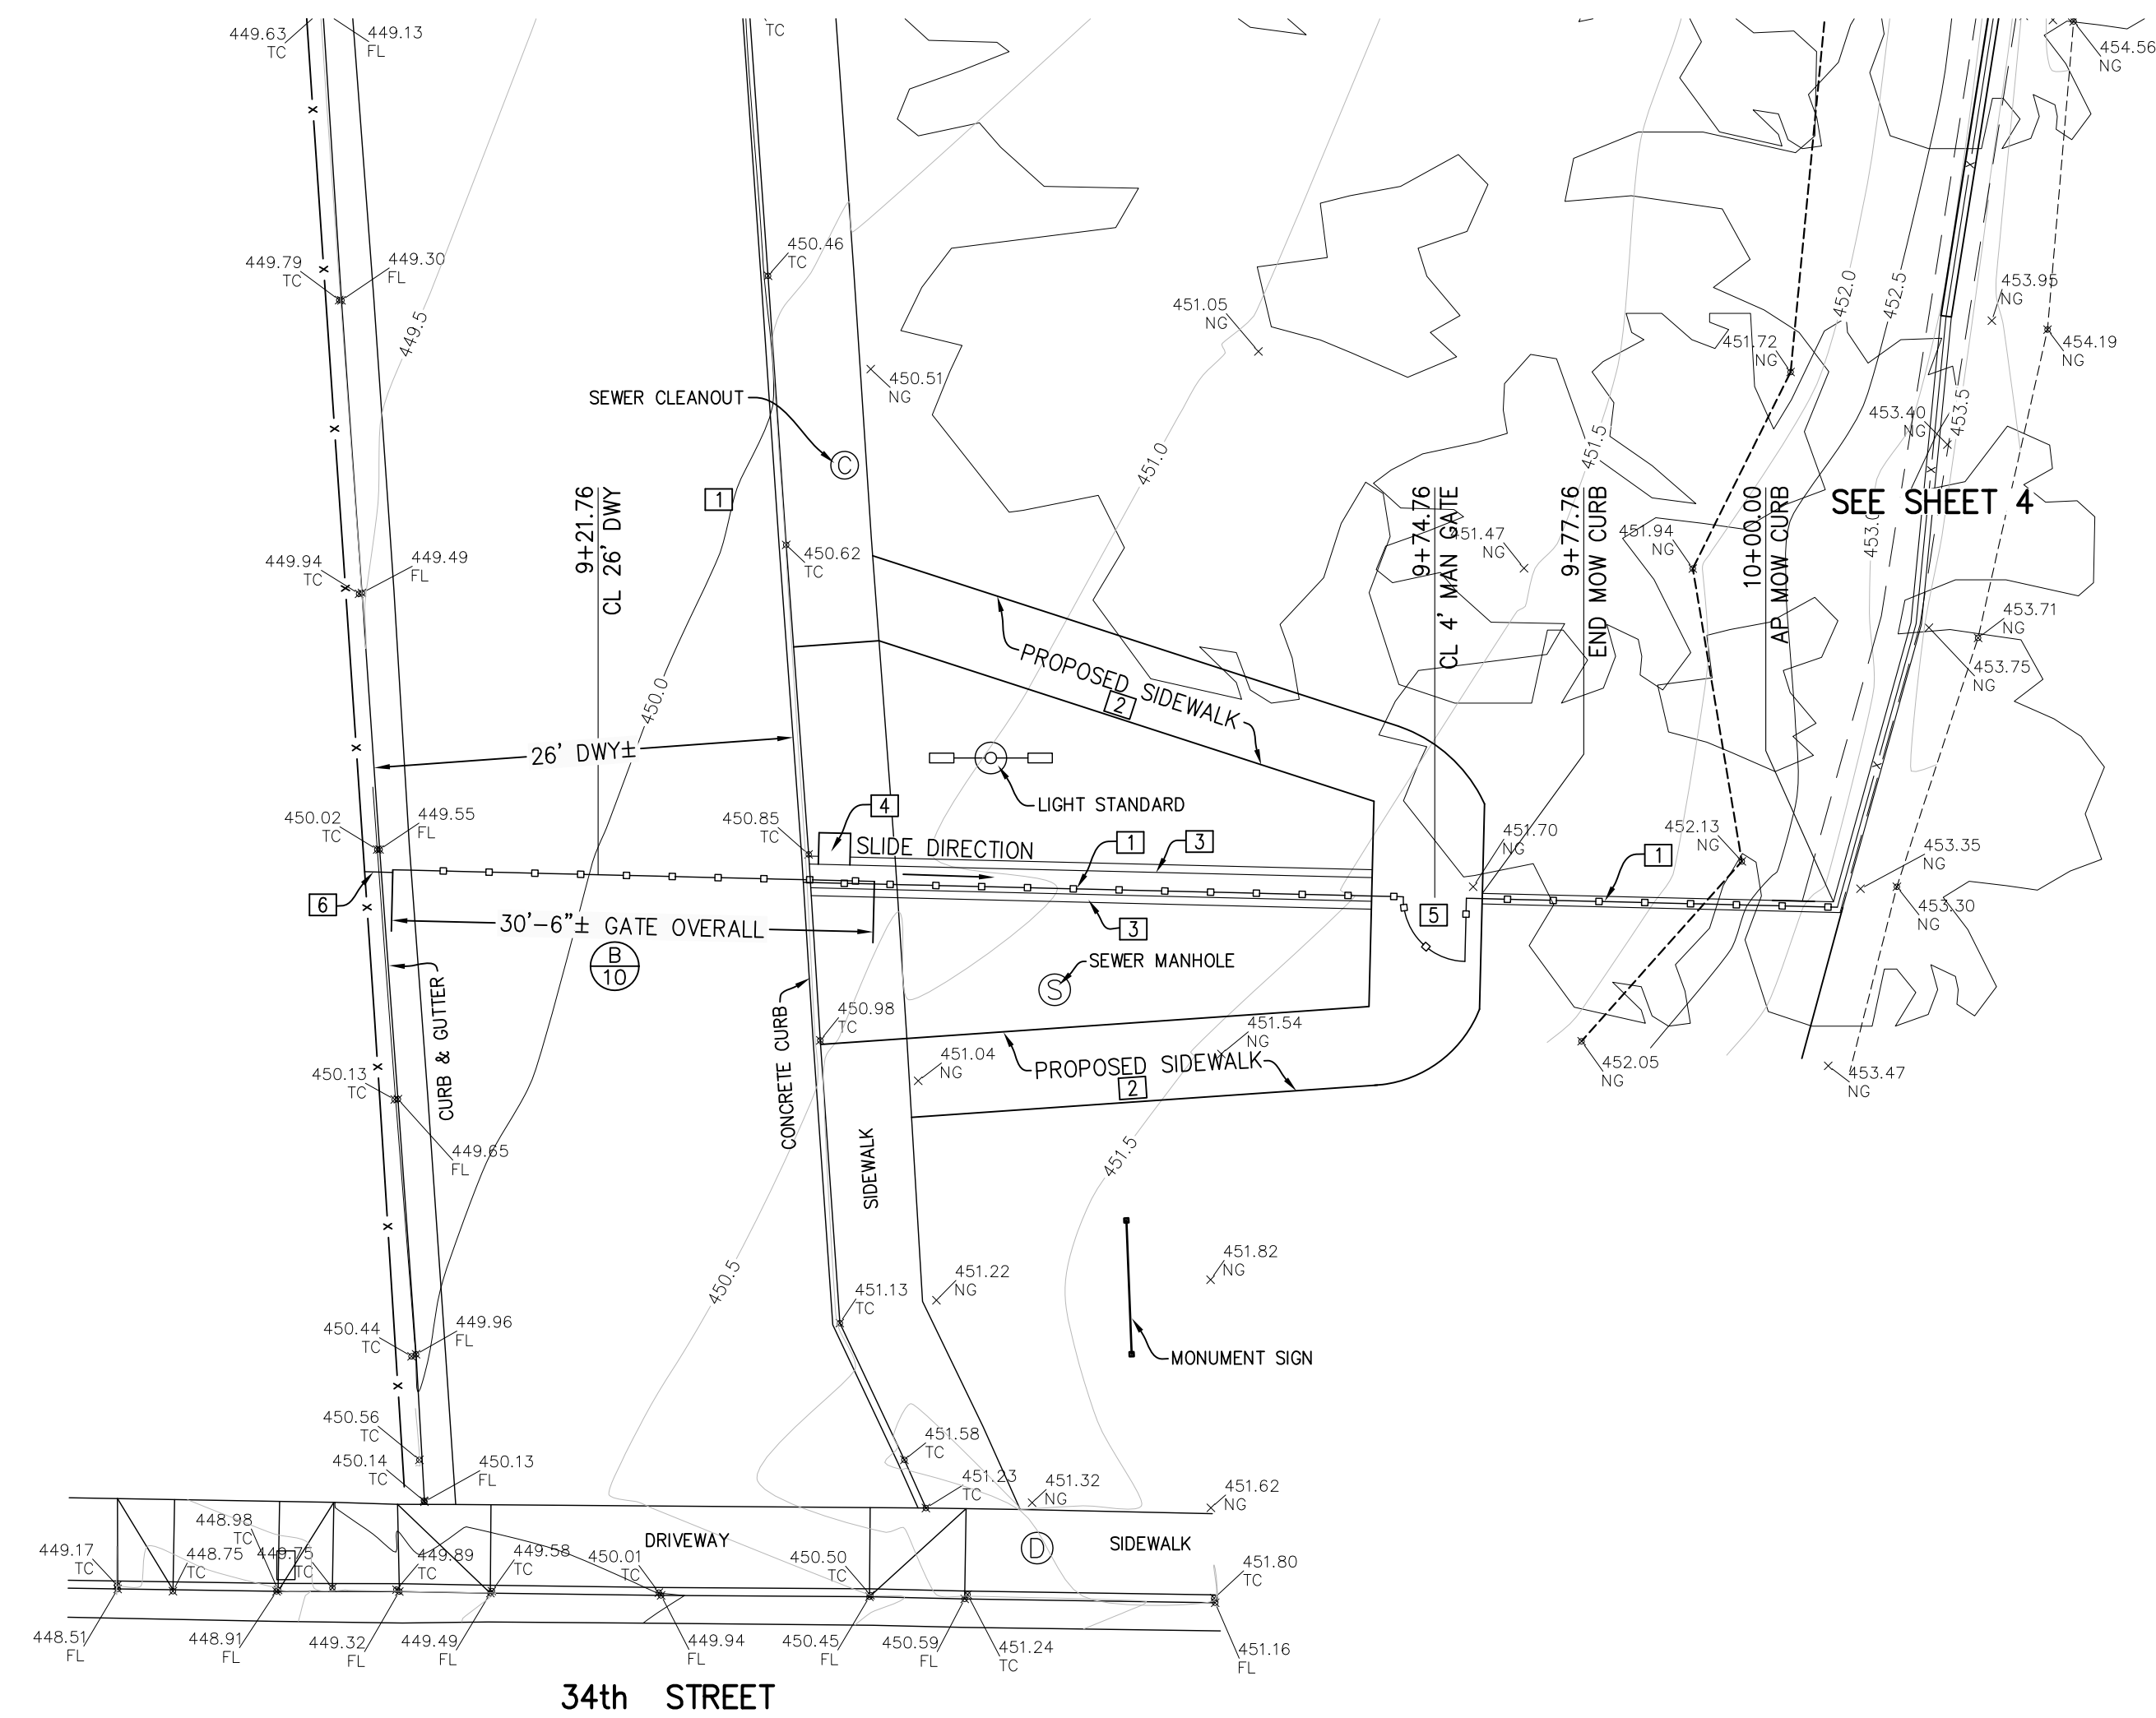 449.63
TC
449.13
FL
TC
454.56
NG
449.79
TC
449.30
FL
449.5
450.46
TC
451.05
NG
452.0
452.5
453.95
NG
454.19
NG
451.72
NG
SEWER CLEANOUT
C
450.51
NG
451.0
451.5
453.40
NG
453.5
9+21.76
CL 26' DWY
1
450.62
TC
9+74.76
CL 4' MAN GATE
451.47
NG
9+77.76
END MOW CURB
451.94
NG
10+00.00
AP MOW CURB
SEE SHEET 4
449.94
TC
449.49
FL
450.0
PROPOSED SIDEWALK
2
453.71
NG
453.75
NG
26' DWY±
LIGHT STANDARD
450.02
TC
449.55
FL
450.85
TC
4
SLIDE DIRECTION
1
3
451.70
NG
452.13
NG
1
453.35
NG
6
30'-6"± GATE OVERALL
3
5
453.30
NG
B
10
SEWER MANHOLE
S
CURB & GUTTER
CONCRETE CURB
450.98
TC
451.04
NG
451.54
NG
PROPOSED SIDEWALK
2
452.05
NG
453.47
NG
450.13
TC
449.65
FL
SIDEWALK
451.5
450.5
451.82
NG
451.22
NG
451.13
TC
450.44
TC
449.96
FL
MONUMENT SIGN
450.56
TC
450.14
TC
450.13
FL
451.58
TC
451.23
TC
451.32
NG
451.62
NG
448.98
TC
DRIVEWAY
D
SIDEWALK
449.17
TC
448.75
TC
449.75
TC
449.89
TC
449.58
TC
450.01
TC
450.50
TC
451.80
TC
448.51
FL
448.91
FL
449.32
FL
449.49
FL
449.94
FL
450.45
FL
450.59
FL
451.24
TC
451.16
FL
34th STREET